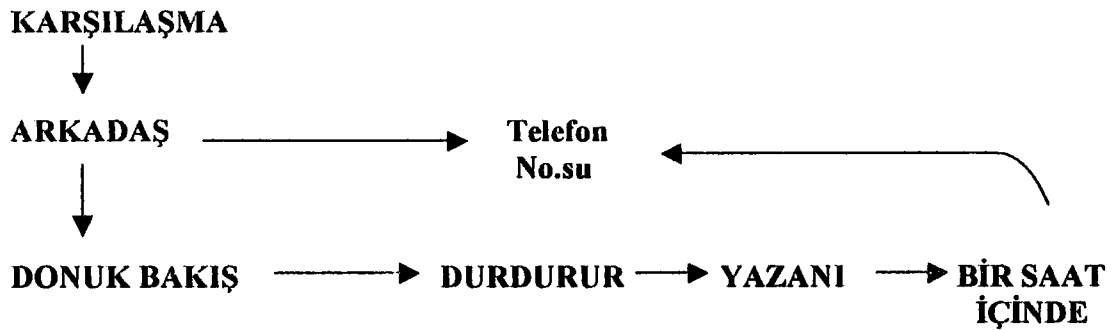 KARŞILAŞMA
ARKADAŞ
Telefon
No.su
DONUK BAKIŞ
DURDURUR
YAZANI
BİR SAAT
İÇİNDE